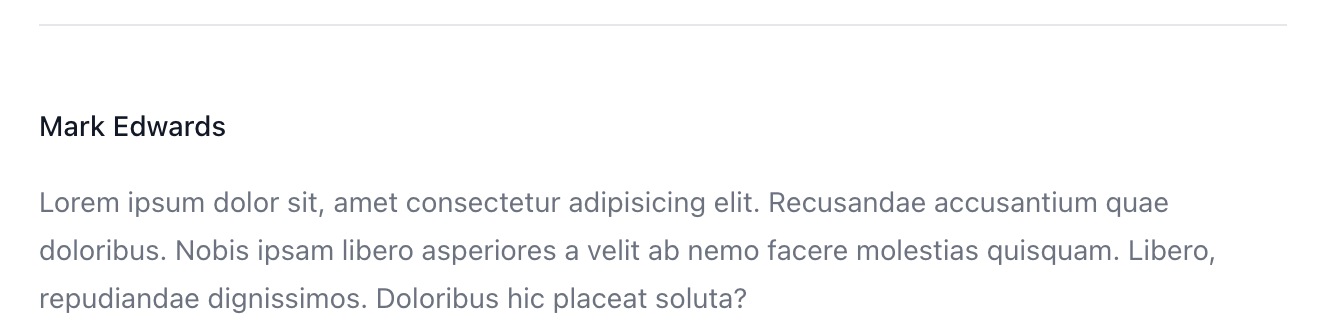 Mark Edwards
Lorem ipsum dolor sit, amet consectetur adipisicing elit. Recusandae accusantium quae
doloribus. Nobis ipsam libero asperiores a velit ab nemo facere molestias quisquam. Libero,
repudiandae dignissimos. Doloribus hic placeat soluta?